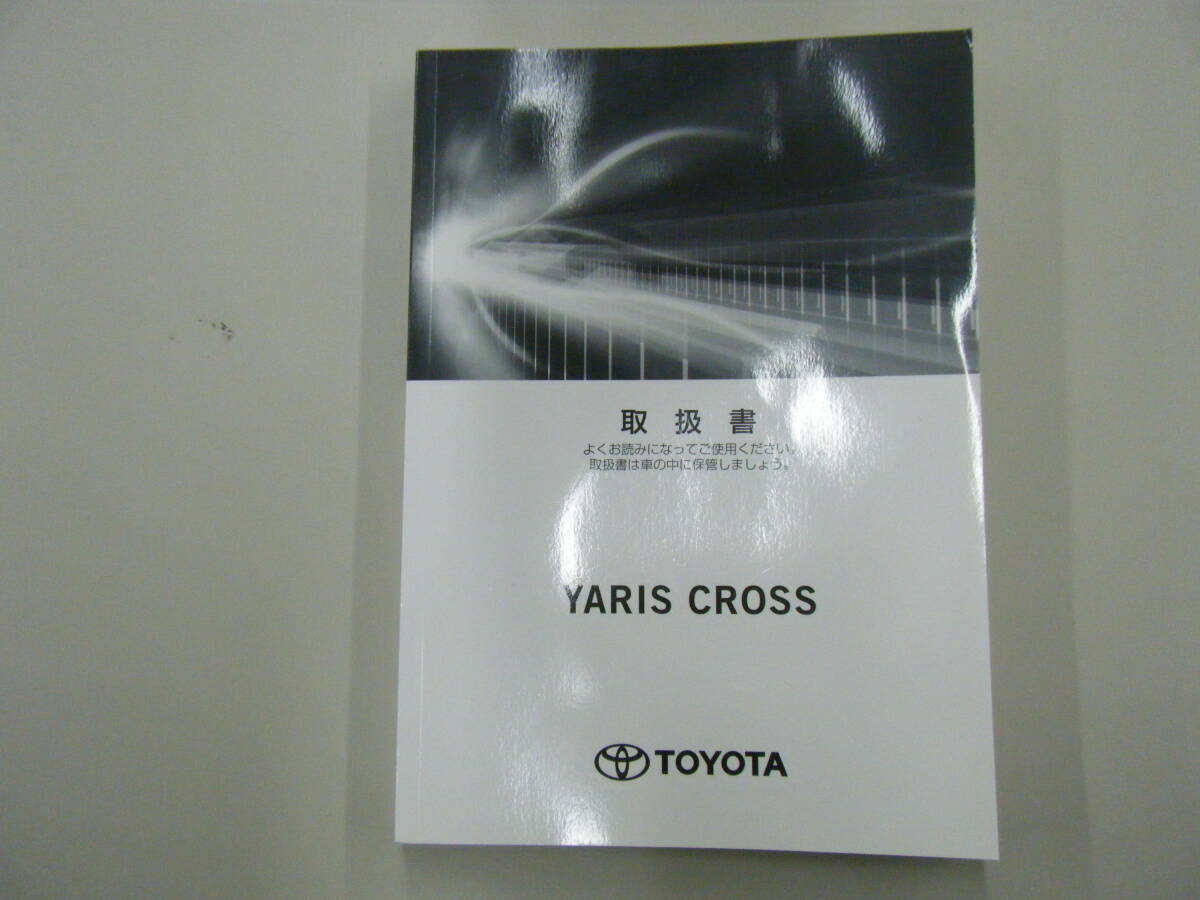 取扱書
よくお読みになってご使用ください。
取扱書は車の中に保管しましょう。
YARIS CROSS
TOYOTA